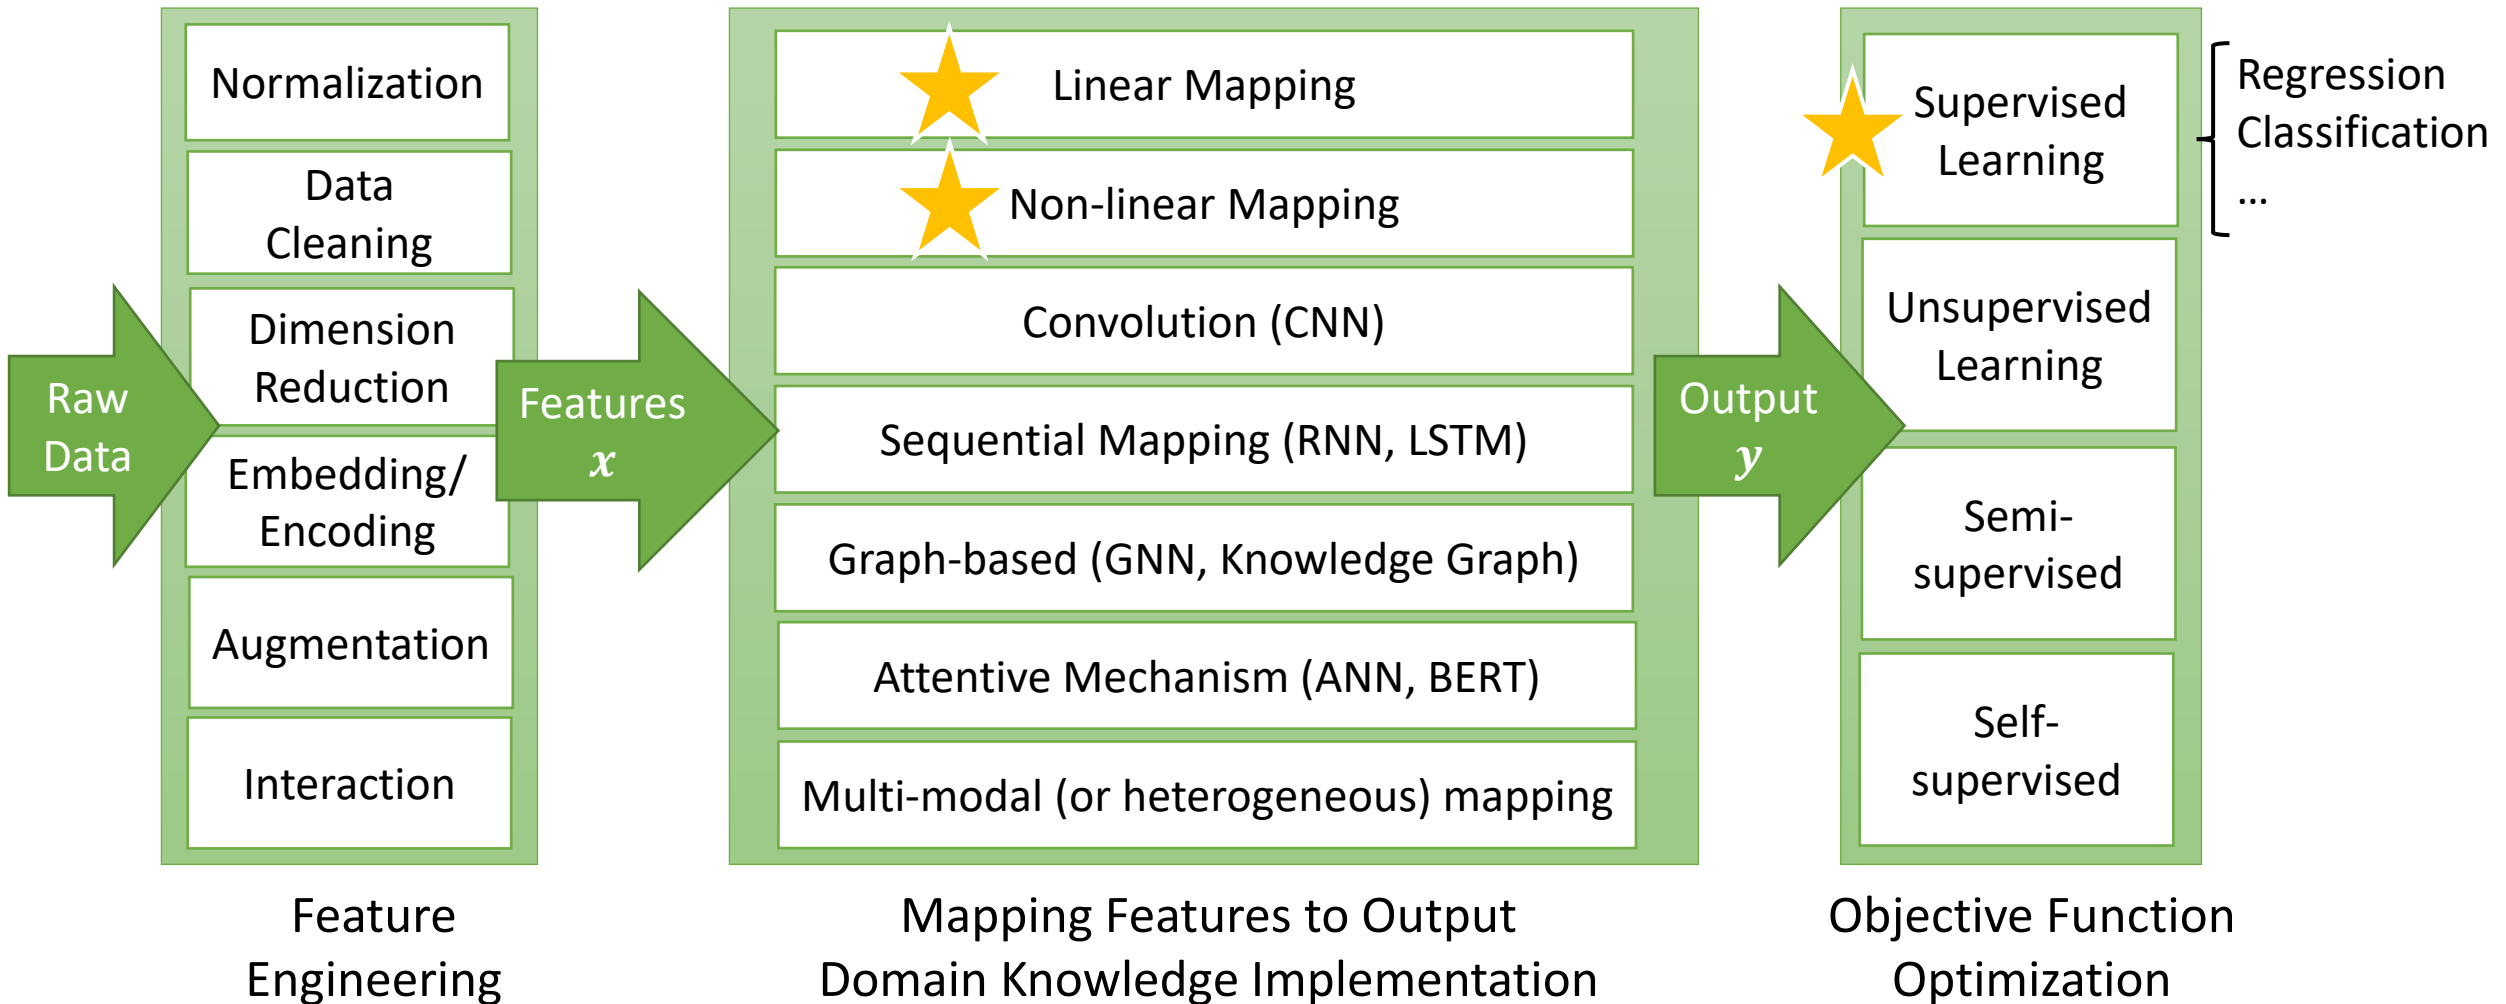 Raw
Data
Normalization
Data
Cleaning
Dimension
Reduction
Embedding/
Encoding
Augmentation
Interaction
Feature
Engineering
Features
x
Linear Mapping
Non-linear Mapping
Convolution (CNN)
Sequential Mapping (RNN, LSTM)
Graph-based (GNN, Knowledge Graph)
Attentive Mechanism (ANN, BERT)
Multi-modal (or heterogeneous) mapping
Mapping Features to Output
Domain Knowledge Implementation
Output
y
Supervised
Learning
Unsupervised
Learning
Semi-
supervised
Self-
supervised
Objective Function
Optimization
Regression
Classification
...